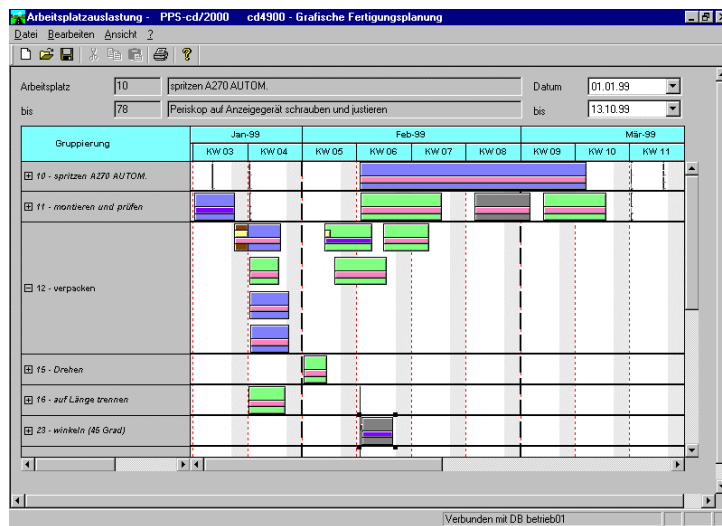 Arbeitsplatzauslastung - PPS-cd/2000 cd4900 - Grafische Fertigungsplanung
Datei Bearbeiten Ansicht ?
Arbeitsplatz 10 spritzen A270 AUTOM. Datum 01.01.99
bis 78 Periskop auf Anzeigegerät schrauben und justieren bis 13.10.99
Gruppierung
Jan-99 Feb-99 Mär-99
KW 03 KW 04 KW 05 KW 06 KW 07 KW 08 KW 09 KW 10 KW 11
10 - spritzen A270 AUTOM.
11 - montieren und prüfen
12 - verpacken
15 - Drehen
16 - auf Länge trennen
23 - winkeln (45 Grad)
Verbunden mit DB betrieb01